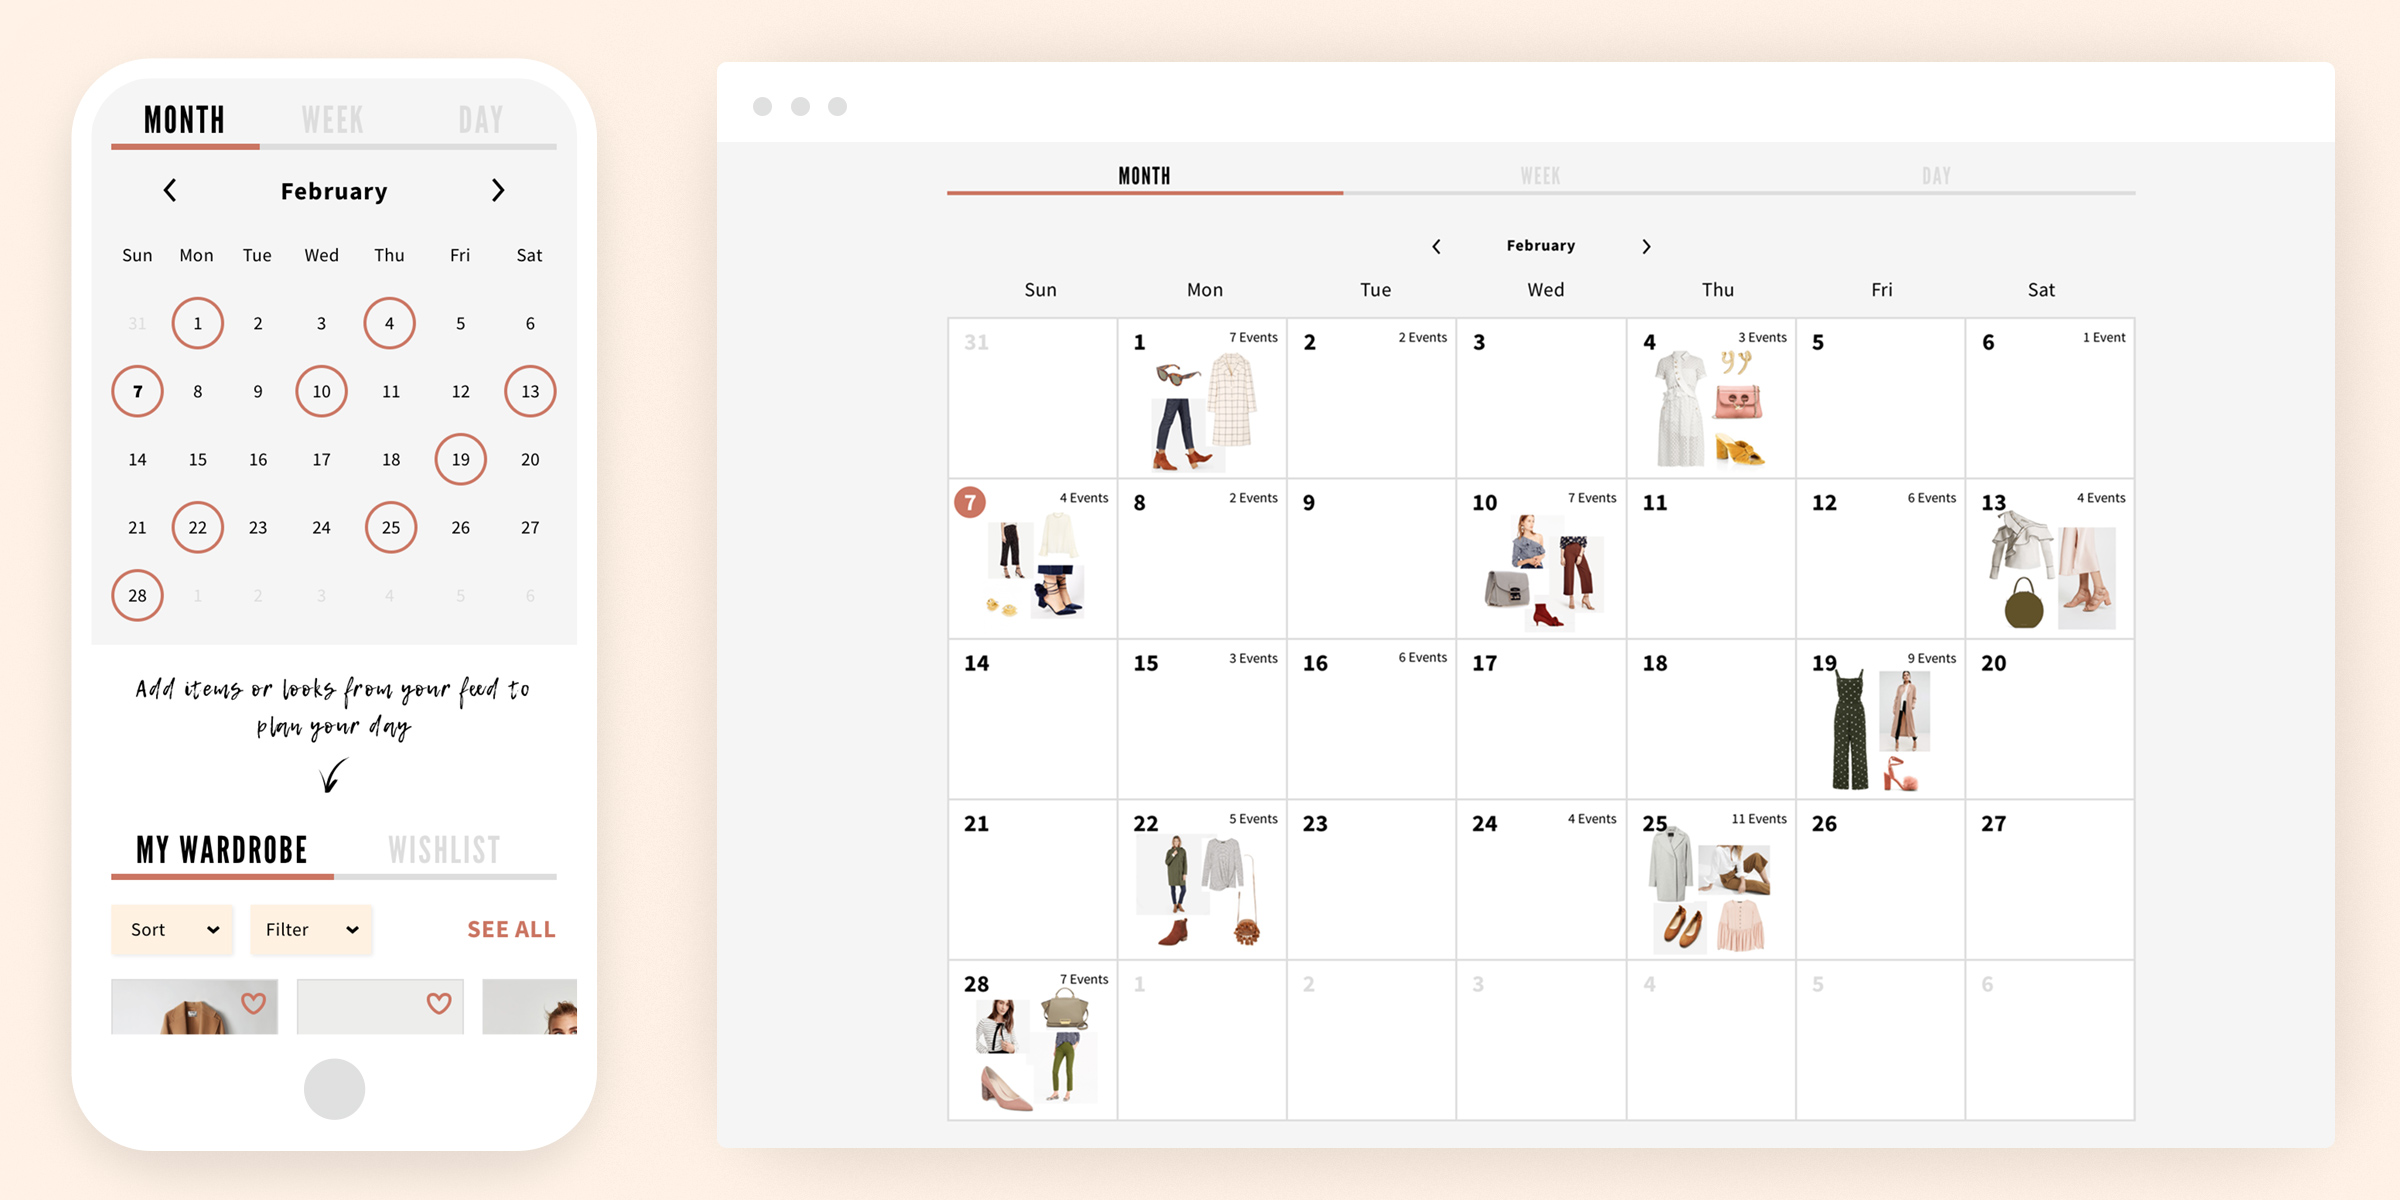 MONTH WEEK DAY
February
Sun Mon Tue Wed Thu Fri Sat
31 1 2 3 4 5 6
7 8 9 10 11 12 13
14 15 16 17 18 19 20
21 22 23 24 25 26 27
28 1 2 3 4 5 6
Add items or looks from your feed to
plan your day
MY WARDROBE WISHLIST
Sort Filter SEE ALL
MONTH WEEK DAY
February
Sun Mon Tue Wed Thu Fri Sat
31 1 7 Events 2 2 Events 3 4 3 Events 5 6 1 Event
7 4 Events 8 2 Events 9 10 7 Events 11 12 6 Events 13 4 Events
14 15 3 Events 16 6 Events 17 18 19 9 Events 20
21 22 5 Events 23 24 4 Events 25 11 Events 26 27
28 7 Events 1 2 3 4 5 6